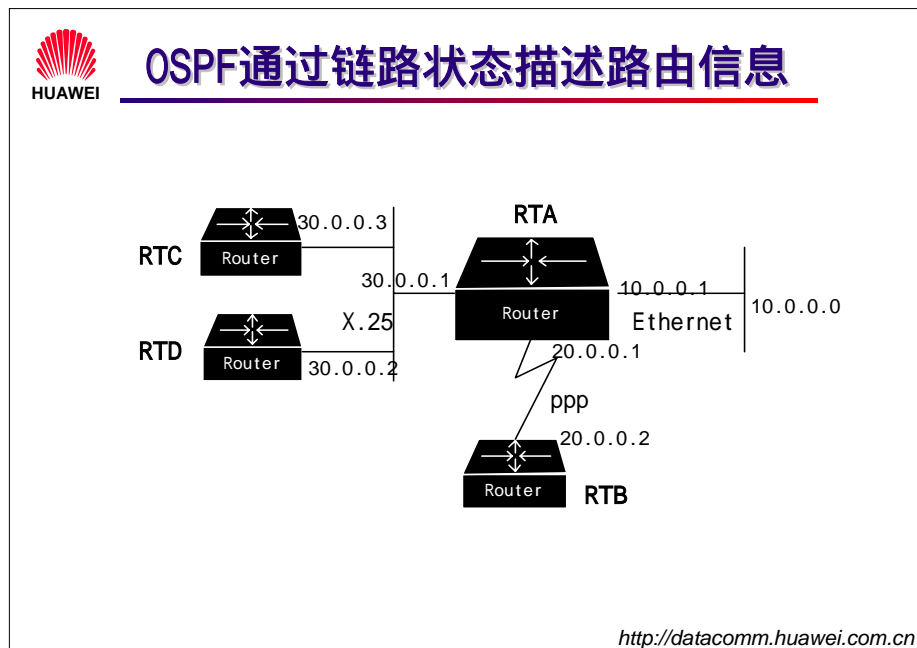 HUAWEI
OSPF通过链路状态描述路由信息
RTA
30.0.0.3
RTC
Router
30.0.0.1
10.0.0.1
10.0.0.0
Router
X.25
Ethernet
RTD
Router
30.0.0.2
20.0.0.1
ppp
20.0.0.2
Router
RTB
http://datacomm.huawei.com.cn